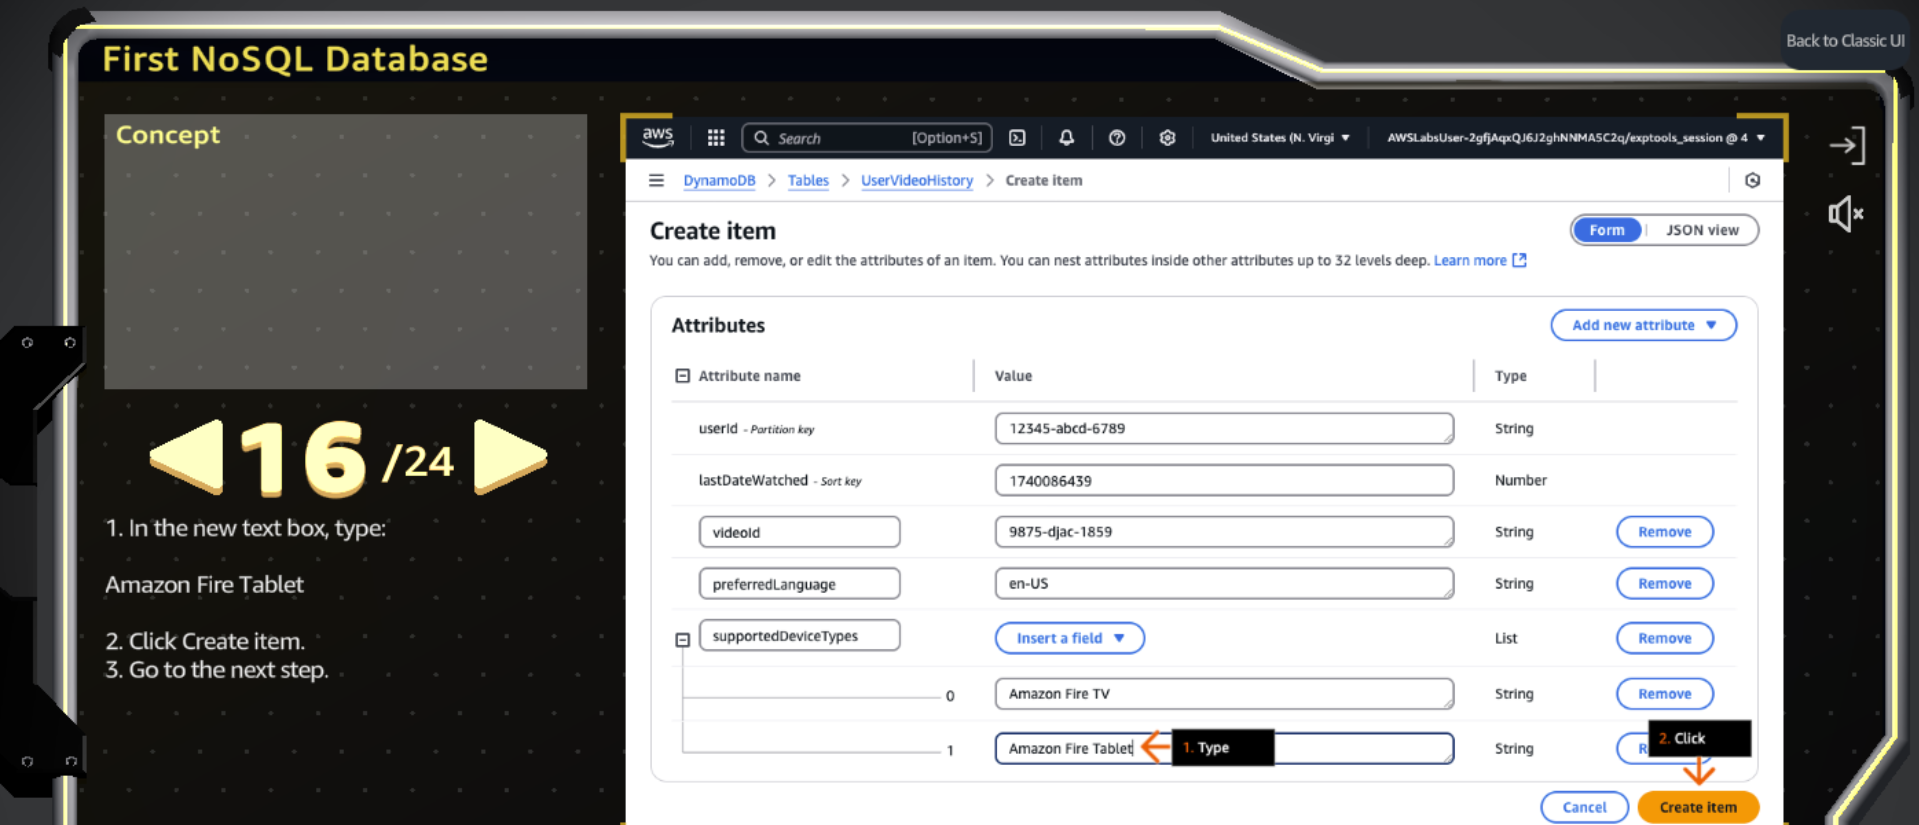 First NoSQL Database
Back to Classic UI
Concept
16/24
1. In the new text box, type:
Amazon Fire Tablet
2. Click Create item.
3. Go to the next step.
aws
Search [Option+S]
United States (N. Virgi
AWSLabsUser-2gfjAqxQJ6J2ghNNMA5C2q/exptools_session @ 4
DynamoDB > Tables > UserVideoHistory > Create item
Create item
Form
JSON view
You can add, remove, or edit the attributes of an item. You can nest attributes inside other attributes up to 32 levels deep. Learn more
Attributes
Add new attribute
Attribute name Value Type
userId - Partition key 12345-abcd-6789 String
lastDateWatched - Sort key 1740086439 Number
videoId 9875-djac-1859 String Remove
preferredLanguage en-US String Remove
supportedDeviceTypes Insert a field List Remove
0 Amazon Fire TV String Remove
1 Amazon Fire Tablet 1. Type String R 2. Click
Cancel Create item